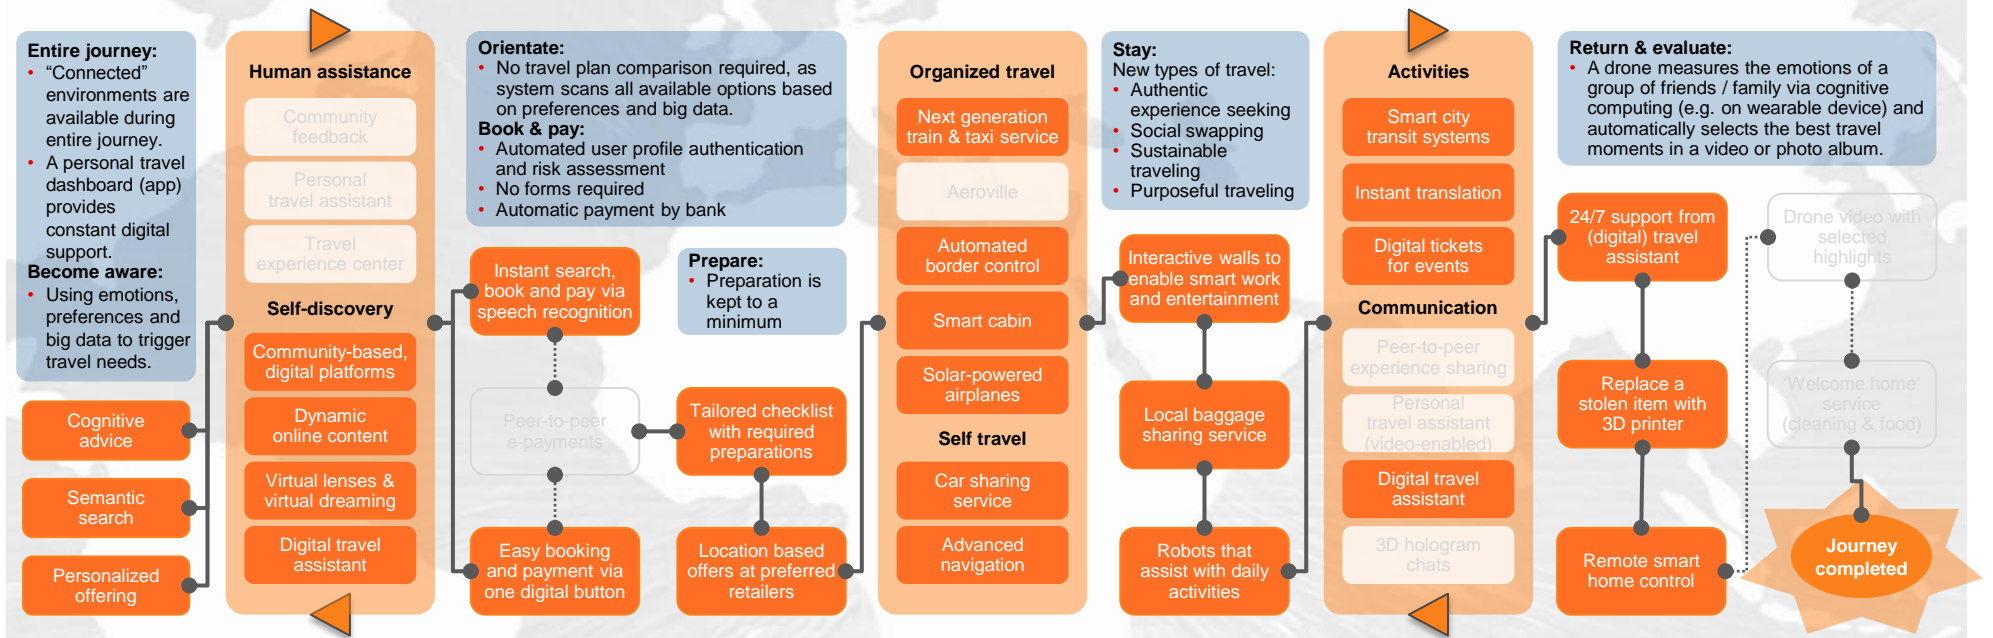 Entire journey:
• “Connected”
environments are
available during
entire journey.
• A personal travel
dashboard (app)
provides
constant digital
support.
Become aware:
• Using emotions,
preferences and
big data to trigger
travel needs.
Cognitive
advice
Semantic
search
Personalized
offering
Human assistance
Community
feedback
Personal
travel assistant
Travel
experience center
Self-discovery
Community-based,
digital platforms
Dynamic
online content
Virtual lenses &
virtual dreaming
Digital travel
assistant
Orientate:
• No travel plan comparison required, as
system scans all available options based
on preferences and big data.
Book & pay:
• Automated user profile authentication
and risk assessment
• No forms required
• Automatic payment by bank
Instant search,
book and pay via
speech recognition
Peer-to-peer
e-payments
Easy booking
and payment via
one digital button
Prepare:
• Preparation is
kept to a
minimum
Tailored checklist
with required
preparations
Location based
offers at preferred
retailers
Organized travel
Next generation
train & taxi service
Aeroville
Automated
border control
Smart cabin
Solar-powered
airplanes
Self travel
Car sharing
service
Advanced
navigation
Stay:
New types of travel:
• Authentic
experience seeking
• Social swapping
• Sustainable
traveling
• Purposeful traveling
Interactive walls to
enable smart work
and entertainment
Local baggage
sharing service
Robots that
assist with daily
activities
Activities
Smart city
transit systems
Instant translation
Digital tickets
for events
Communication
Peer-to-peer
experience sharing
Personal
travel assistant
(video-enabled)
Digital travel
assistant
3D hologram
chats
Return & evaluate:
• A drone measures the emotions of a
group of friends / family via cognitive
computing (e.g. on wearable device) and
automatically selects the best travel
moments in a video or photo album.
24/7 support from
(digital) travel
assistant
Replace a
stolen item with
3D printer
Remote smart
home control
Drone video with
selected
highlights
‘Welcome home’
service
(cleaning & food)
Journey
completed